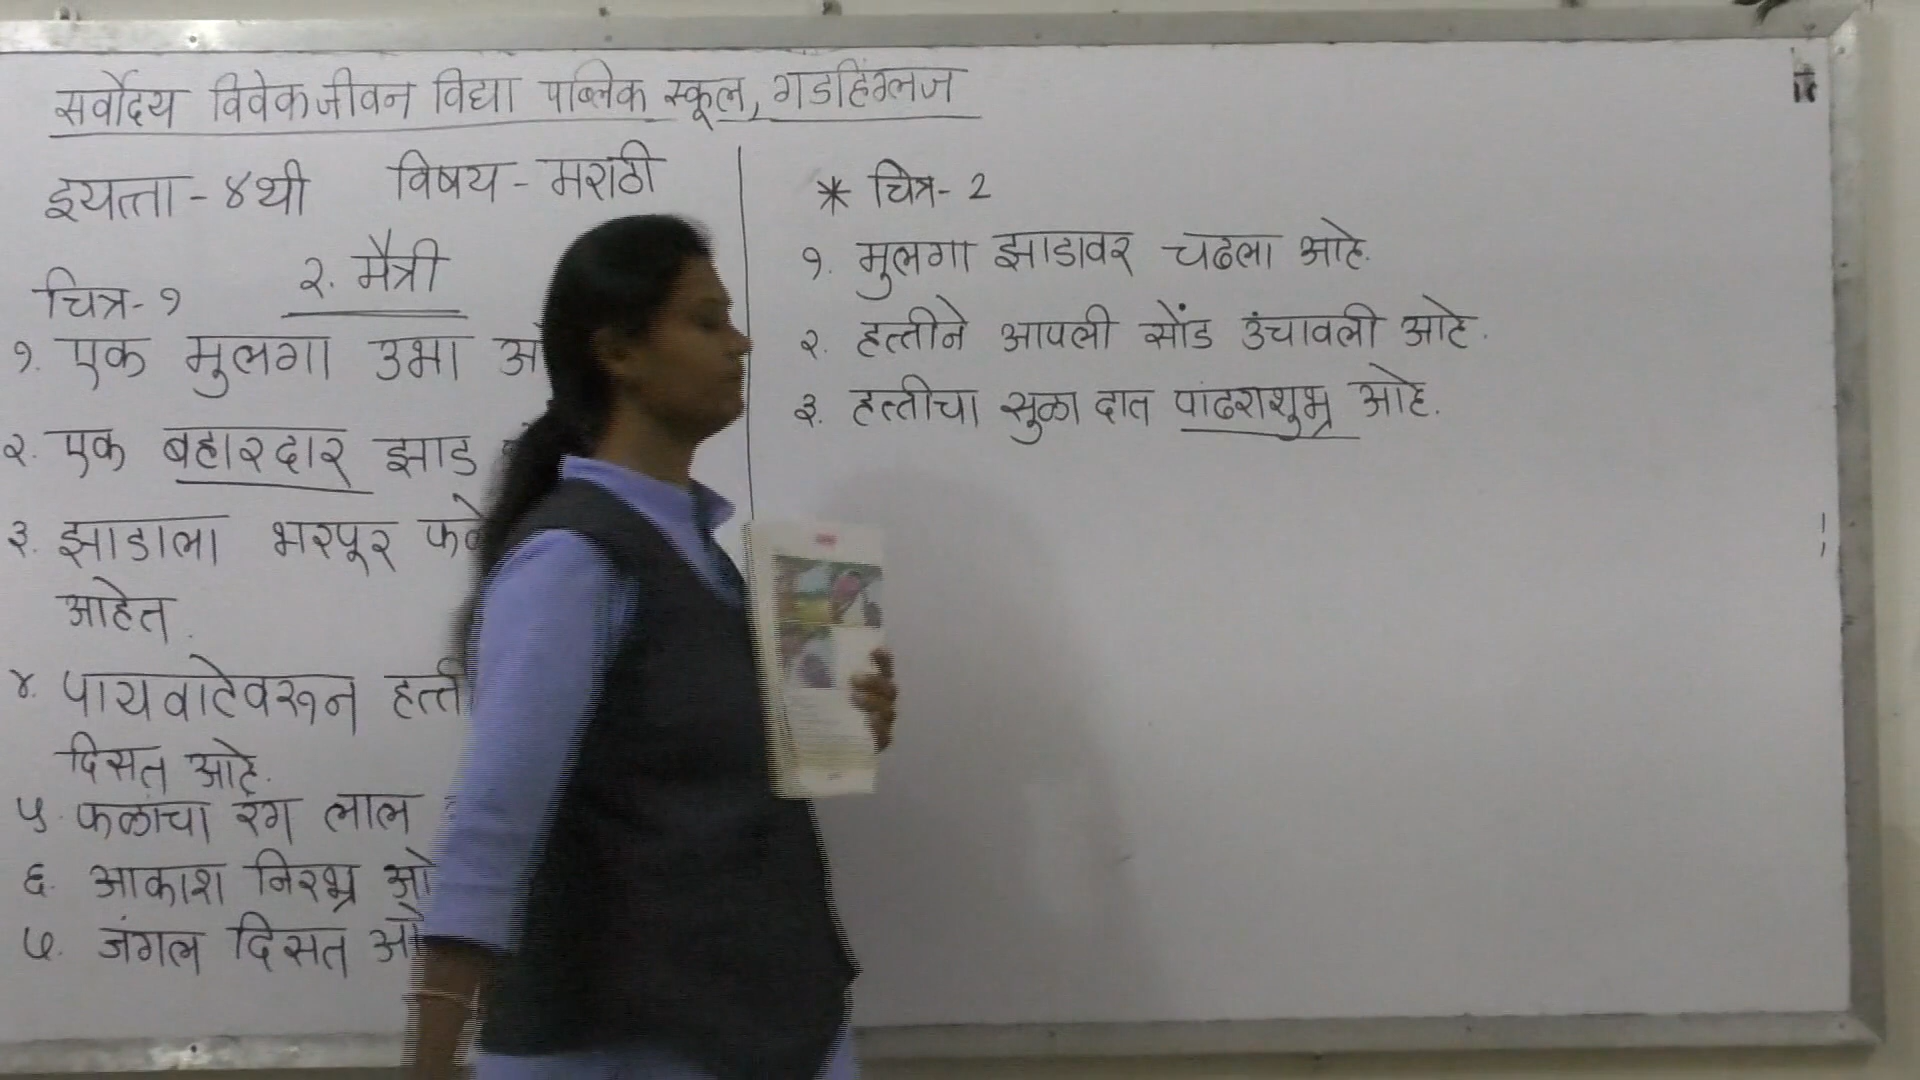 सर्वोदय विवेकजीवन विद्या पब्लिक स्कूल, गडहिंग्लज
इयत्ता - ४थी विषय - मराठी
२. मैत्री
चित्र - १
१. एक मुलगा उभा
२. एक बहारदार झाड
३. झाडाला भरपूर
आहेत.
४. पायवाटेवरून हत्ती
दिसत आहे.
५. फळांचा रंग लाल
६. आकाश निरभ्र
७. जंगल दिसत
* चित्र - 2
१. मुलगा झाडावर चढला आहे.
२. हत्तीने आपली सोंड उंचावली आहे.
३. हत्तीचा सुळा दात पांढराशुभ्र आहे.